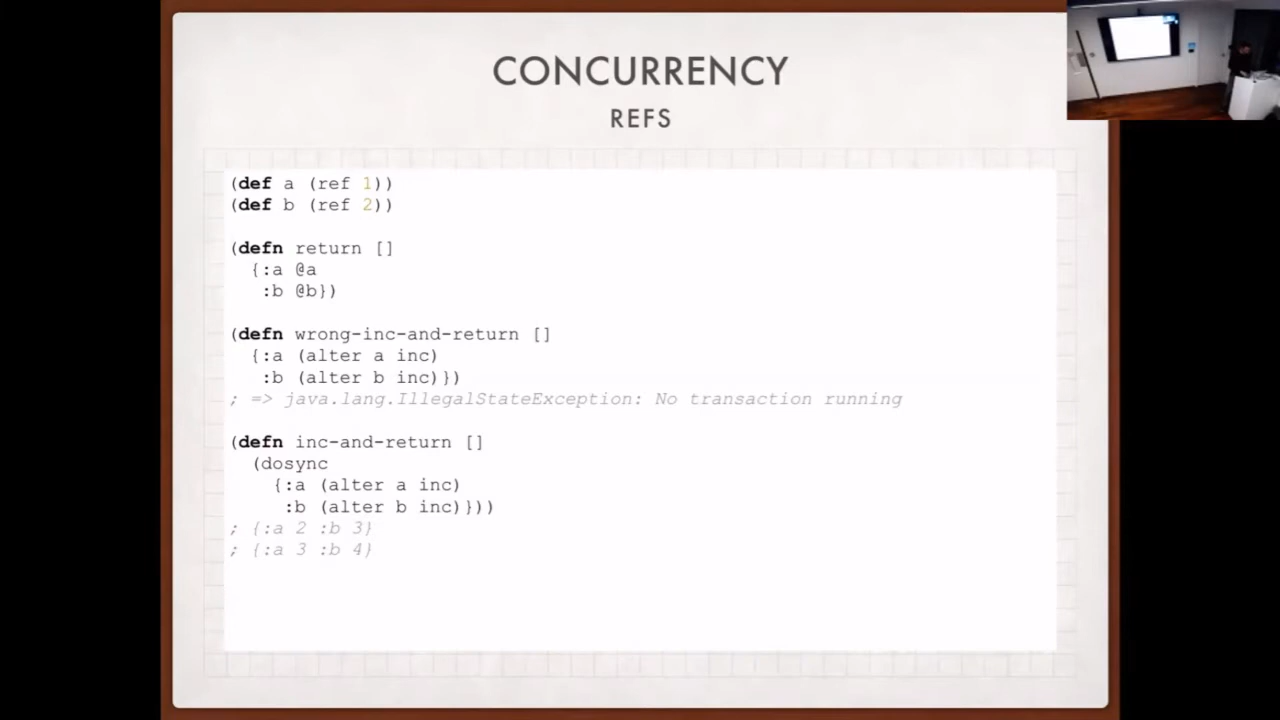 CONCURRENCY
REFS
(def a (ref 1))
(def b (ref 2))
(defn return []
  {:a @a
   :b @b})
(defn wrong-inc-and-return []
  {:a (alter a inc)
   :b (alter b inc)})
; => java.lang.IllegalStateException: No transaction running
(defn inc-and-return []
  (dosync
    {:a (alter a inc)
     :b (alter b inc)}))
; {:a 2 :b 3}
; {:a 3 :b 4}